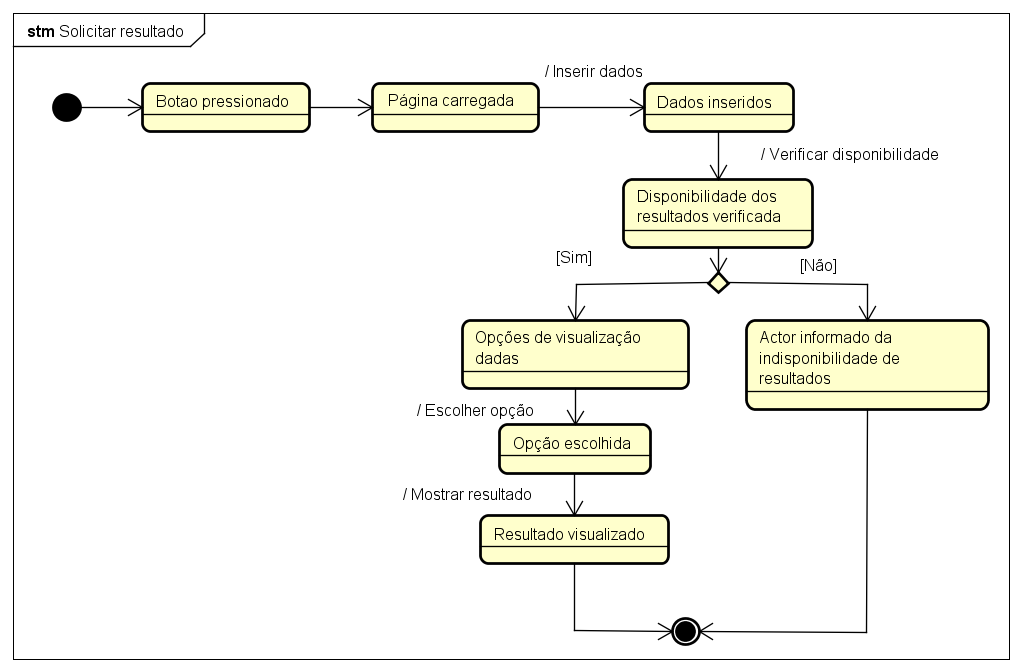 stm Solicitar resultado
/ Inserir dados
Botao pressionado
Página carregada
Dados inseridos
/ Verificar disponibilidade
Disponibilidade dos
resultados verificada
[Sim]
[Não]
Opções de visualização
dadas
Actor informado da
indisponibilidade de
resultados
/ Escolher opção
Opção escolhida
/ Mostrar resultado
Resultado visualizado